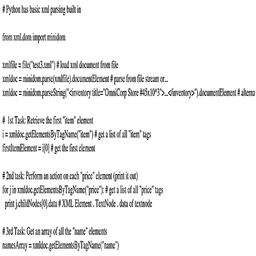 # Python has basic xml parsing built in
from xml.dom import minidom
xmlfile = file("test3.xml") # load xml document from file
xmldoc = minidom.parse(xmlfile).documentElement # parse from file stream or...
xmldoc = minidom.parseString("<inventory title="OmniCorp Store #45x10^3">...</inventory>").documentElement # alterna
# 1st Task: Retrieve the first "item" element
i = xmldoc.getElementsByTagName("item") # get a list of all "item" tags
firstItemElement = i[0] # get the first element
# 2nd task: Perform an action on each "price" element (print it out)
for j in xmldoc.getElementsByTagName("price"): # get a list of all "price" tags
print j.childNodes[0].data # XML Element . TextNode . data of textnode
# 3rd Task: Get an array of all the "name" elements
namesArray = xmldoc.getElementsByTagName("name")